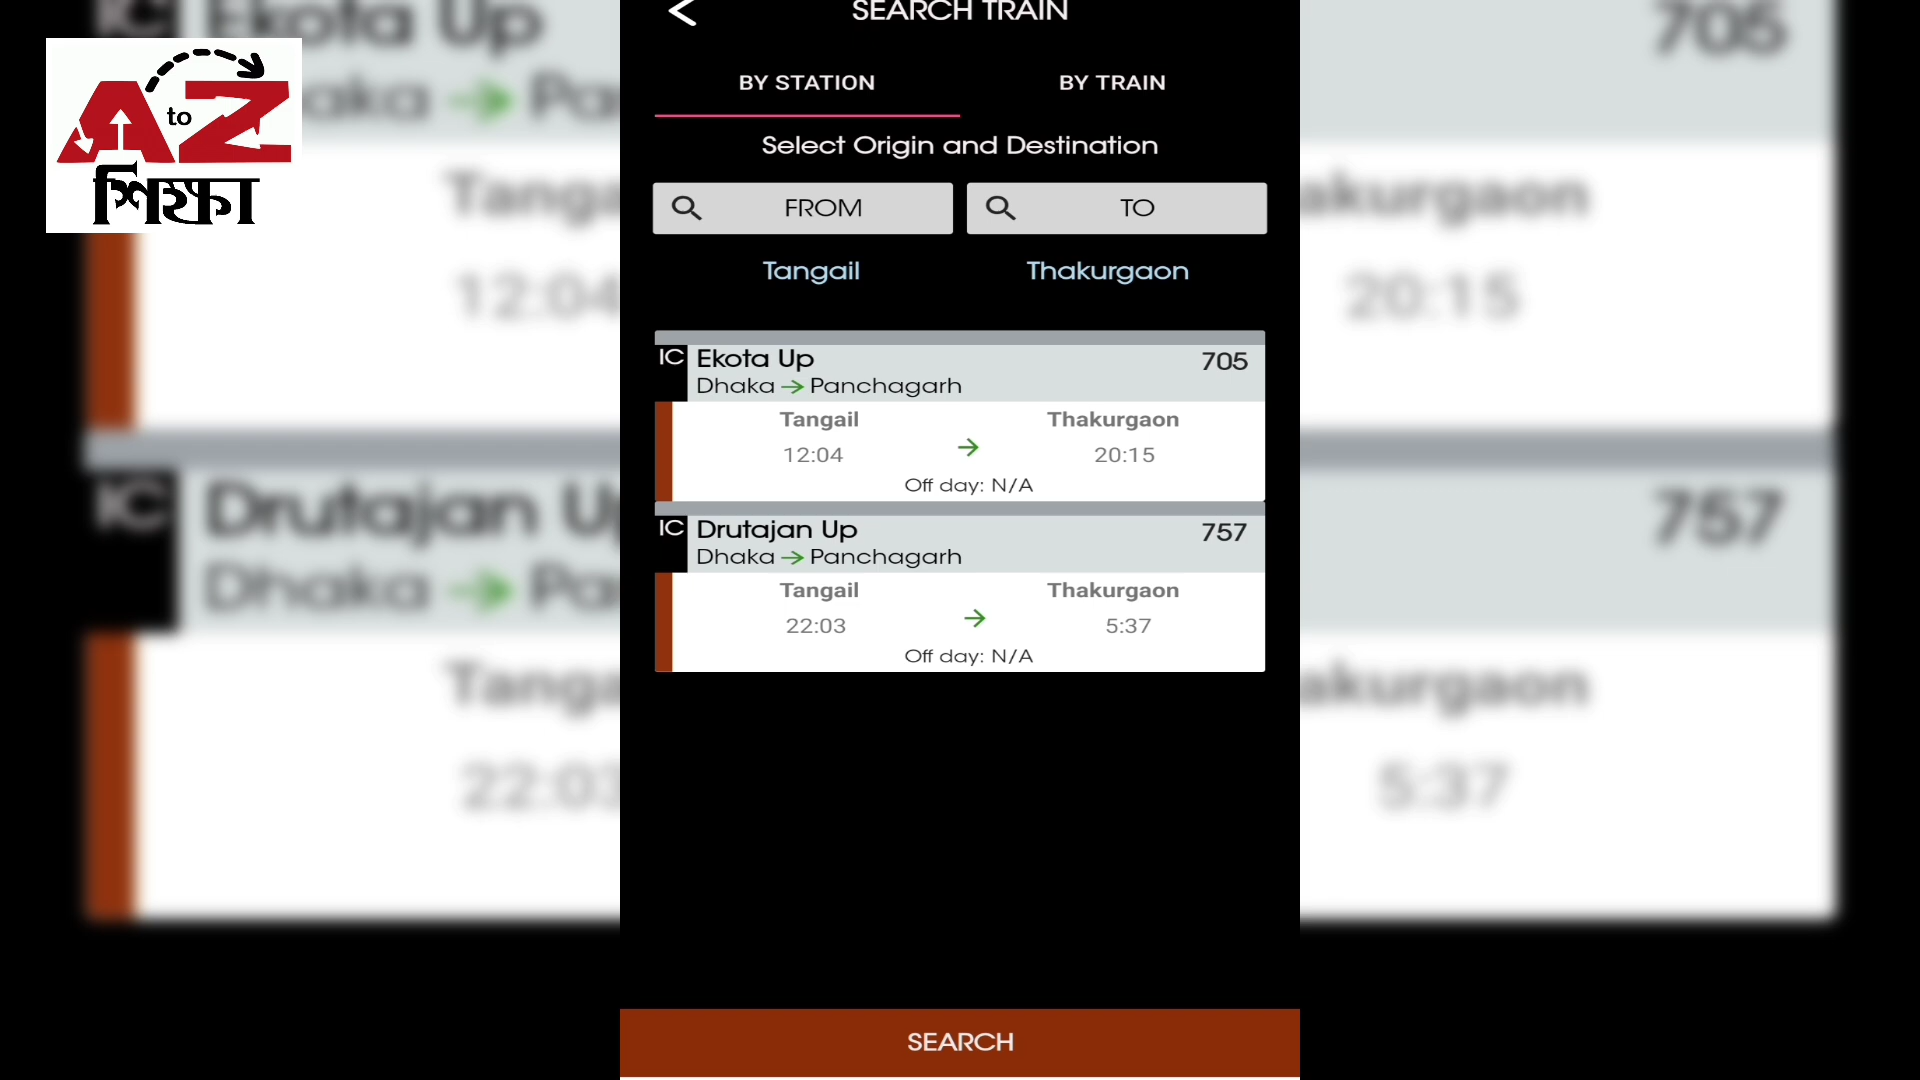 A to Z
শিক্ষা
SEARCH TRAIN
BY STATION
BY TRAIN
Select Origin and Destination
FROM
TO
Tangail
Thakurgaon
IC
Ekota Up
705
Dhaka → Panchagarh
Tangail
Thakurgaon
12:04
→
20:15
Off day: N/A
IC
Drutajan Up
757
Dhaka → Panchagarh
Tangail
Thakurgaon
22:03
→
5:37
Off day: N/A
SEARCH